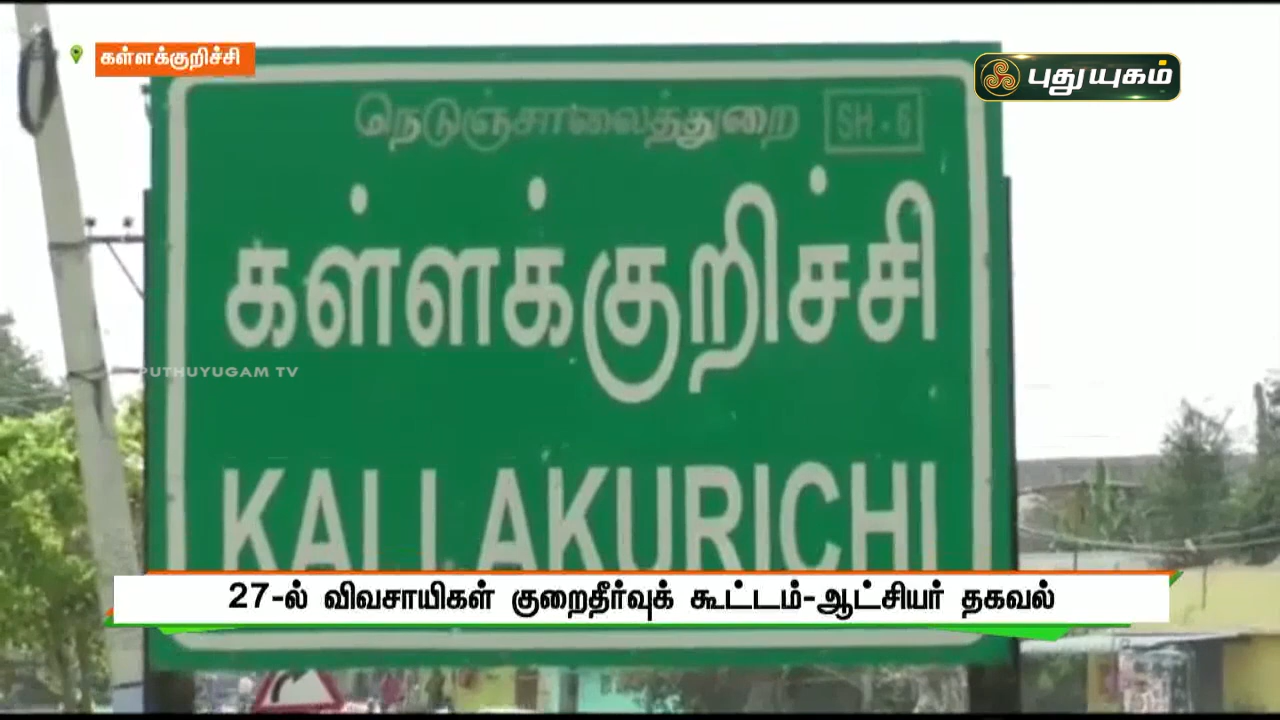 கள்ளக்குறிச்சி
புதுயுகம்
நெடுஞ்சாலைத்துறை SH-6
கள்ளக்குறிச்சி
PUTHUYUGAM TV
KALLAKURICHI
27-ல் விவசாயிகள் குறைதீர்வுக் கூட்டம்-ஆட்சியர் தகவல்